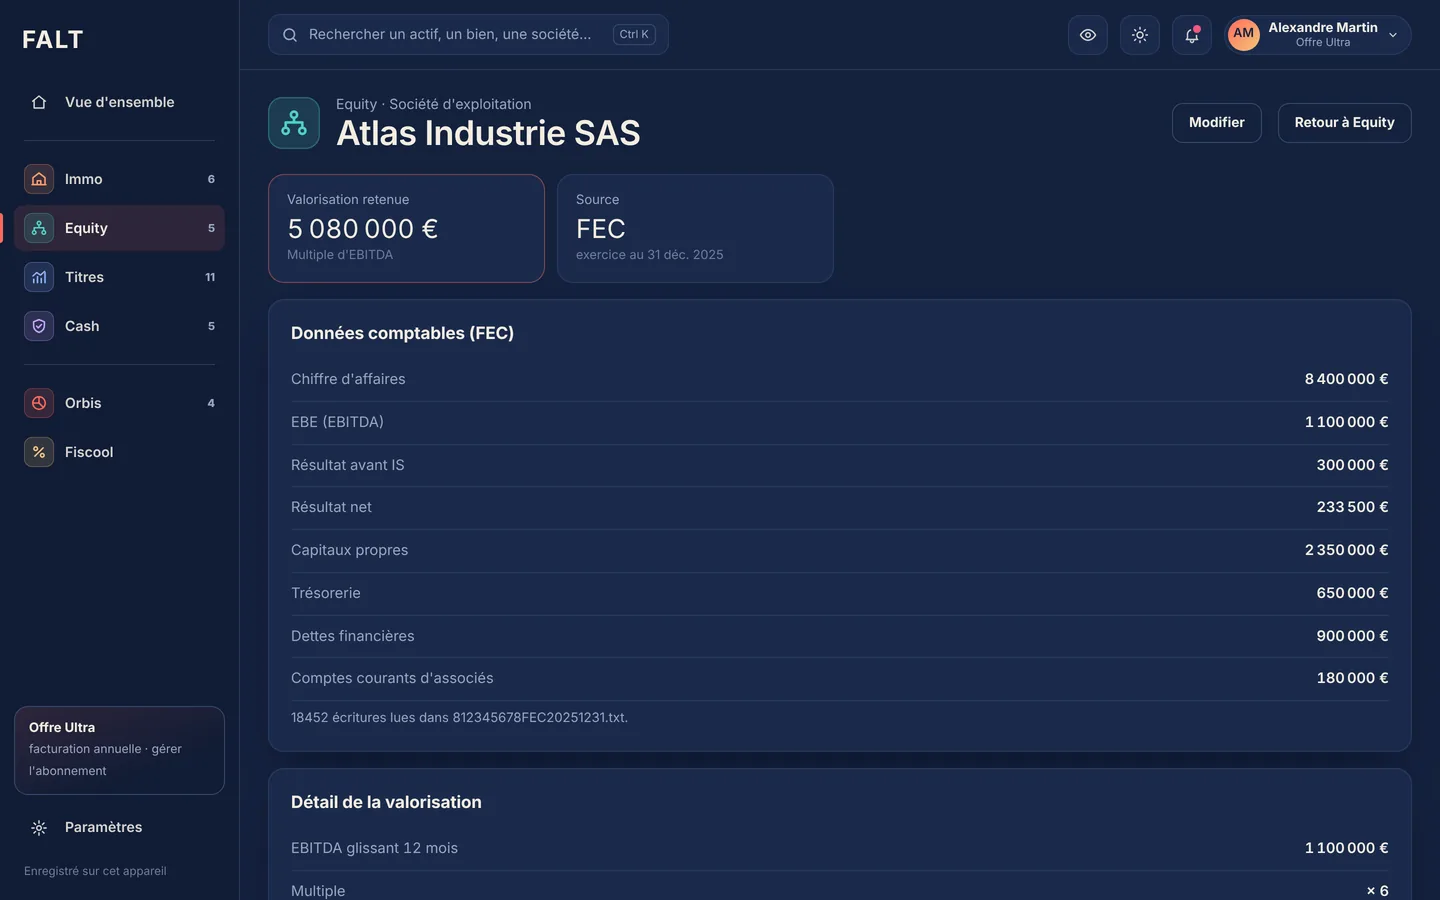 FALT
Rechercher un actif, un bien, une société...
Ctrl K
AM
Alexandre Martin
Offre Ultra
Vue d'ensemble
Immo 6
Equity 5
Titres 11
Cash 5
Orbis 4
Fiscool
Offre Ultra
facturation annuelle · gérer
l'abonnement
Paramètres
Enregistré sur cet appareil
Equity · Société d'exploitation
Atlas Industrie SAS
Modifier
Retour à Equity
Valorisation retenue
5 080 000 €
Multiple d'EBITDA
Source
FEC
exercice au 31 déc. 2025
Données comptables (FEC)
Chiffre d'affaires 8 400 000 €
EBE (EBITDA) 1 100 000 €
Résultat avant IS 300 000 €
Résultat net 233 500 €
Capitaux propres 2 350 000 €
Trésorerie 650 000 €
Dettes financières 900 000 €
Comptes courants d'associés 180 000 €
18452 écritures lues dans 812345678FEC20251231.txt.
Détail de la valorisation
EBITDA glissant 12 mois 1 100 000 €
Multiple × 6